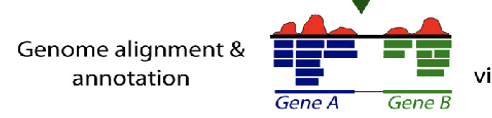 Genome alignment &
annotation
Gene A
Gene B
vi